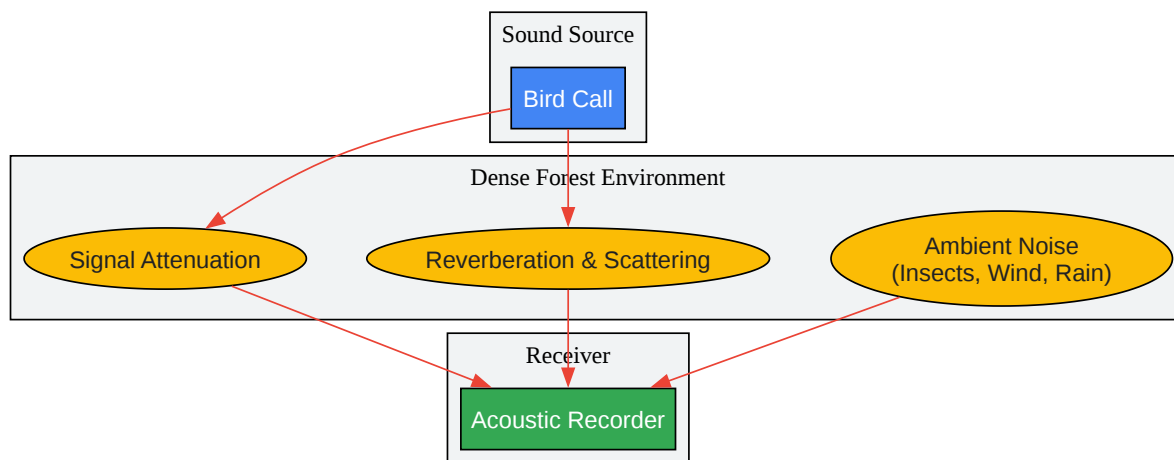 Sound Source
Bird Call
Dense Forest Environment
Signal Attenuation
Reverberation & Scattering
Ambient Noise
(Insects, Wind, Rain)
Receiver
Acoustic Recorder